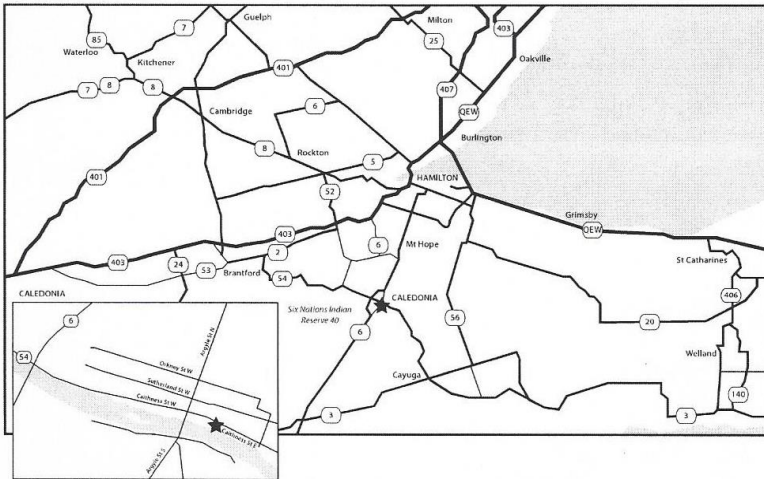 Guelph
7
Milton
403
85
25
Waterloo
Kitchener
Oakville
401
7
8
8
6
407
QEW
Cambridge
Burlington
8
Rockton
5
401
HAMILTON
52
Grimsby
403
QEW
6
2
Mt Hope
St Catharines
403
24
53
Brantford
54
406
CALEDONIA
Six Nations Indian
Reserve 40
CALEDONIA
6
56
20
Welland
Cayuga
140
3
3
6
54
Argyle St N
Orkney St W
Sutherland St W
Caithness St W
Caithness St E
Argyle St S